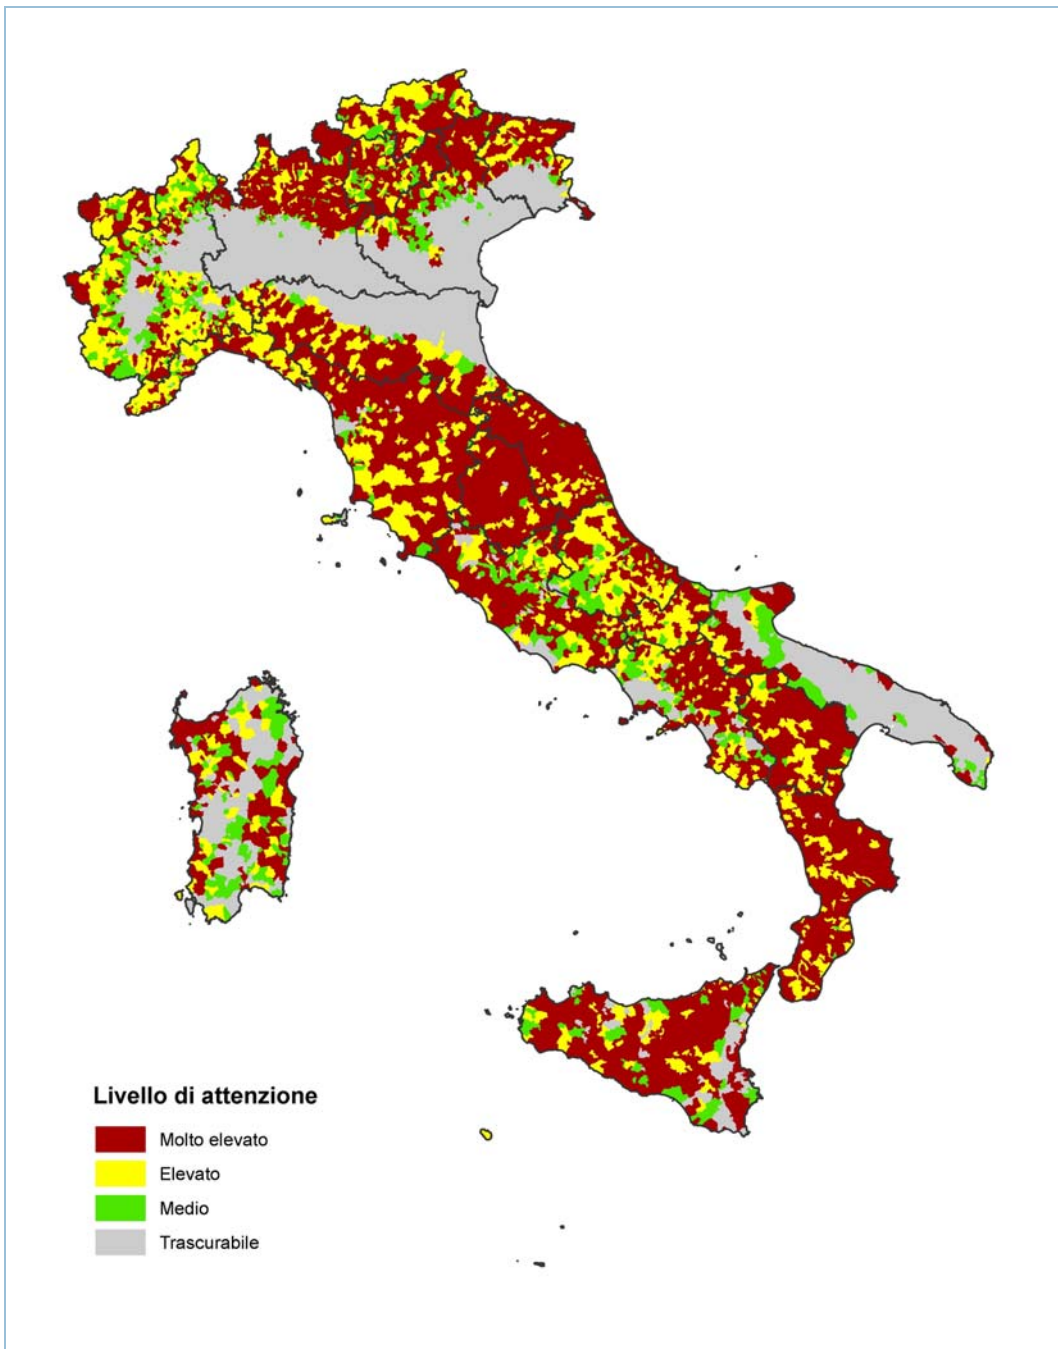 Livello di attenzione
Molto elevato
Elevato
Medio
Trascurabile